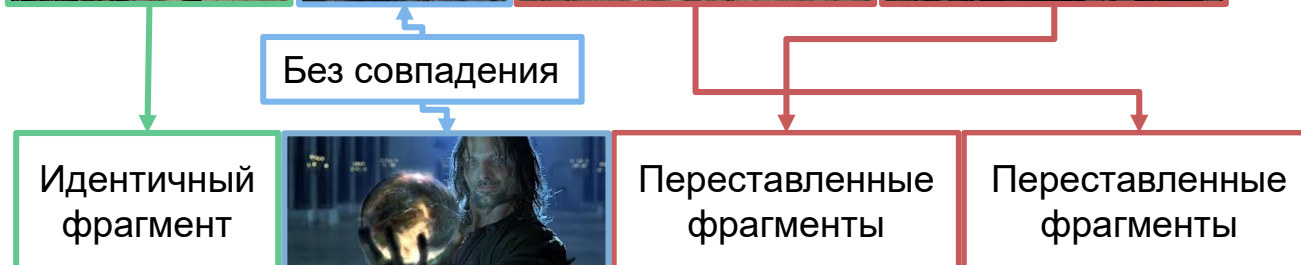 Без совпадения
Идентичный
фрагмент
Переставленные
фрагменты
Переставленные
фрагменты